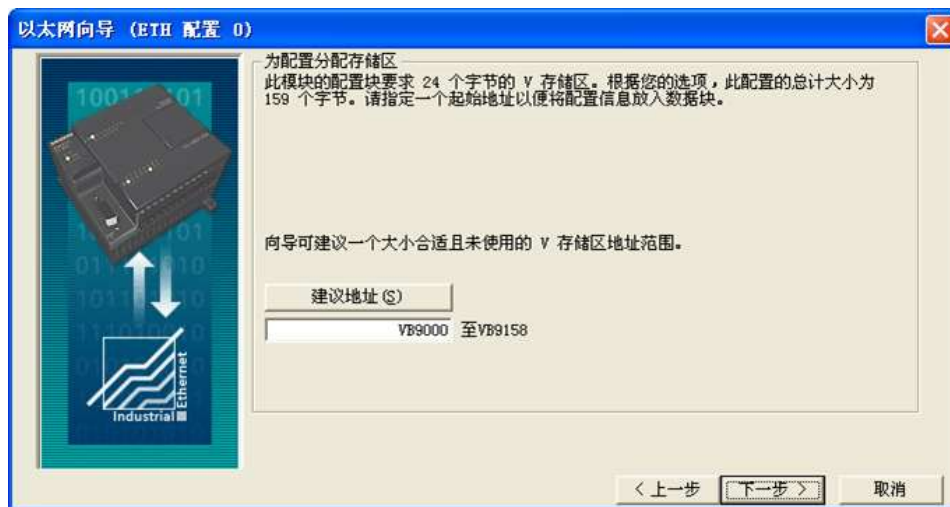 以太网向导 (ETH 配置 0)
为配置分配存储区
此模块的配置块要求 24 个字节的 V 存储区。根据您的选项，此配置的总计大小为
159 个字节。请指定一个起始地址以便将配置信息放入数据块。
向导可建议一个大小合适且未使用的 V 存储区地址范围。
建议地址(S)
VB9000 至VB9158
Industrial
Ethernet
< 上一步
下一步 >
取消